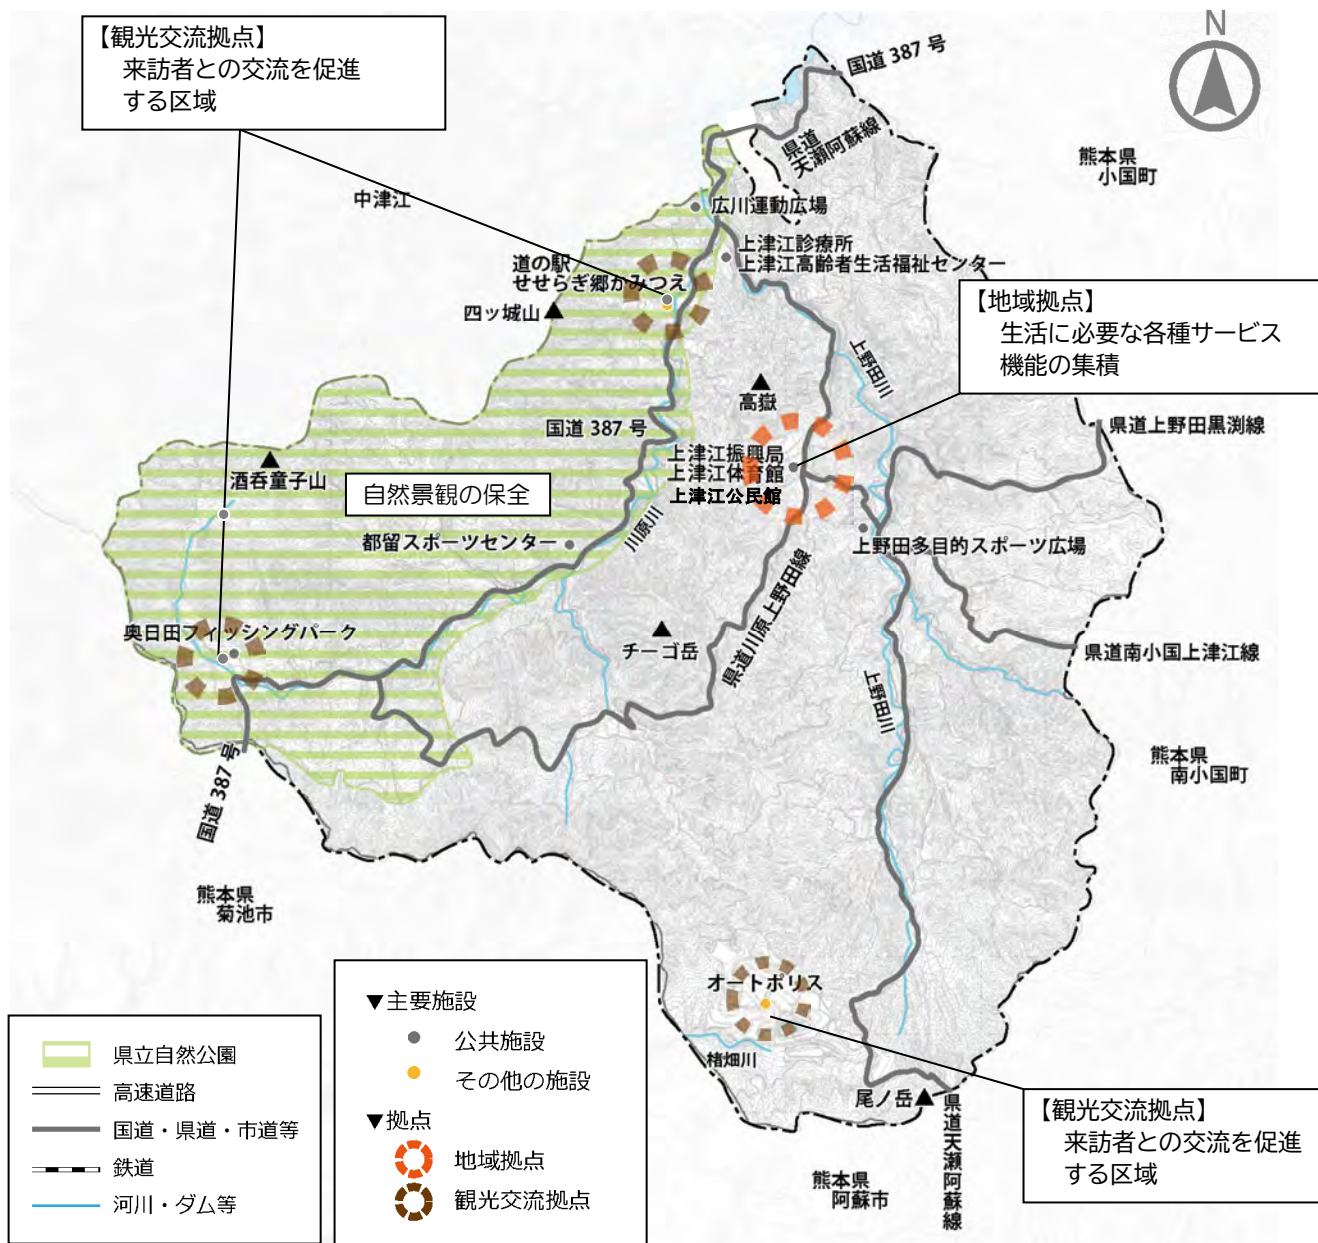 【観光交流拠点】
来訪者との交流を促進
する区域
N
国道 387 号
県道
天瀬阿蘇線
熊本県
小国町
中津江
広川運動広場
上津江診療所
上津江高齢者生活福祉センター
道の駅
せせらぎ郷かみつえ
四ッ城山
【地域拠点】
生活に必要な各種サービス
機能の集積
上野田川
高嶽
国道 387 号
県道上野田黒渕線
上津江振興局
上津江体育館
上津江公民館
酒呑童子山
自然景観の保全
川原川
都留スポーツセンター
上野田多目的スポーツ広場
県道川原上野田線
奥日田フィッシングパーク
チーゴ岳
県道南小国上津江線
上野田川
国道 387 号
熊本県
南小国町
熊本県
菊池市
オートポリス
楮畑川
尾ノ岳
県道天瀬阿蘇線
【観光交流拠点】
来訪者との交流を促進
する区域
熊本県
阿蘇市
県立自然公園
高速道路
国道・県道・市道等
鉄道
河川・ダム等
▼主要施設
公共施設
その他の施設
▼拠点
地域拠点
観光交流拠点